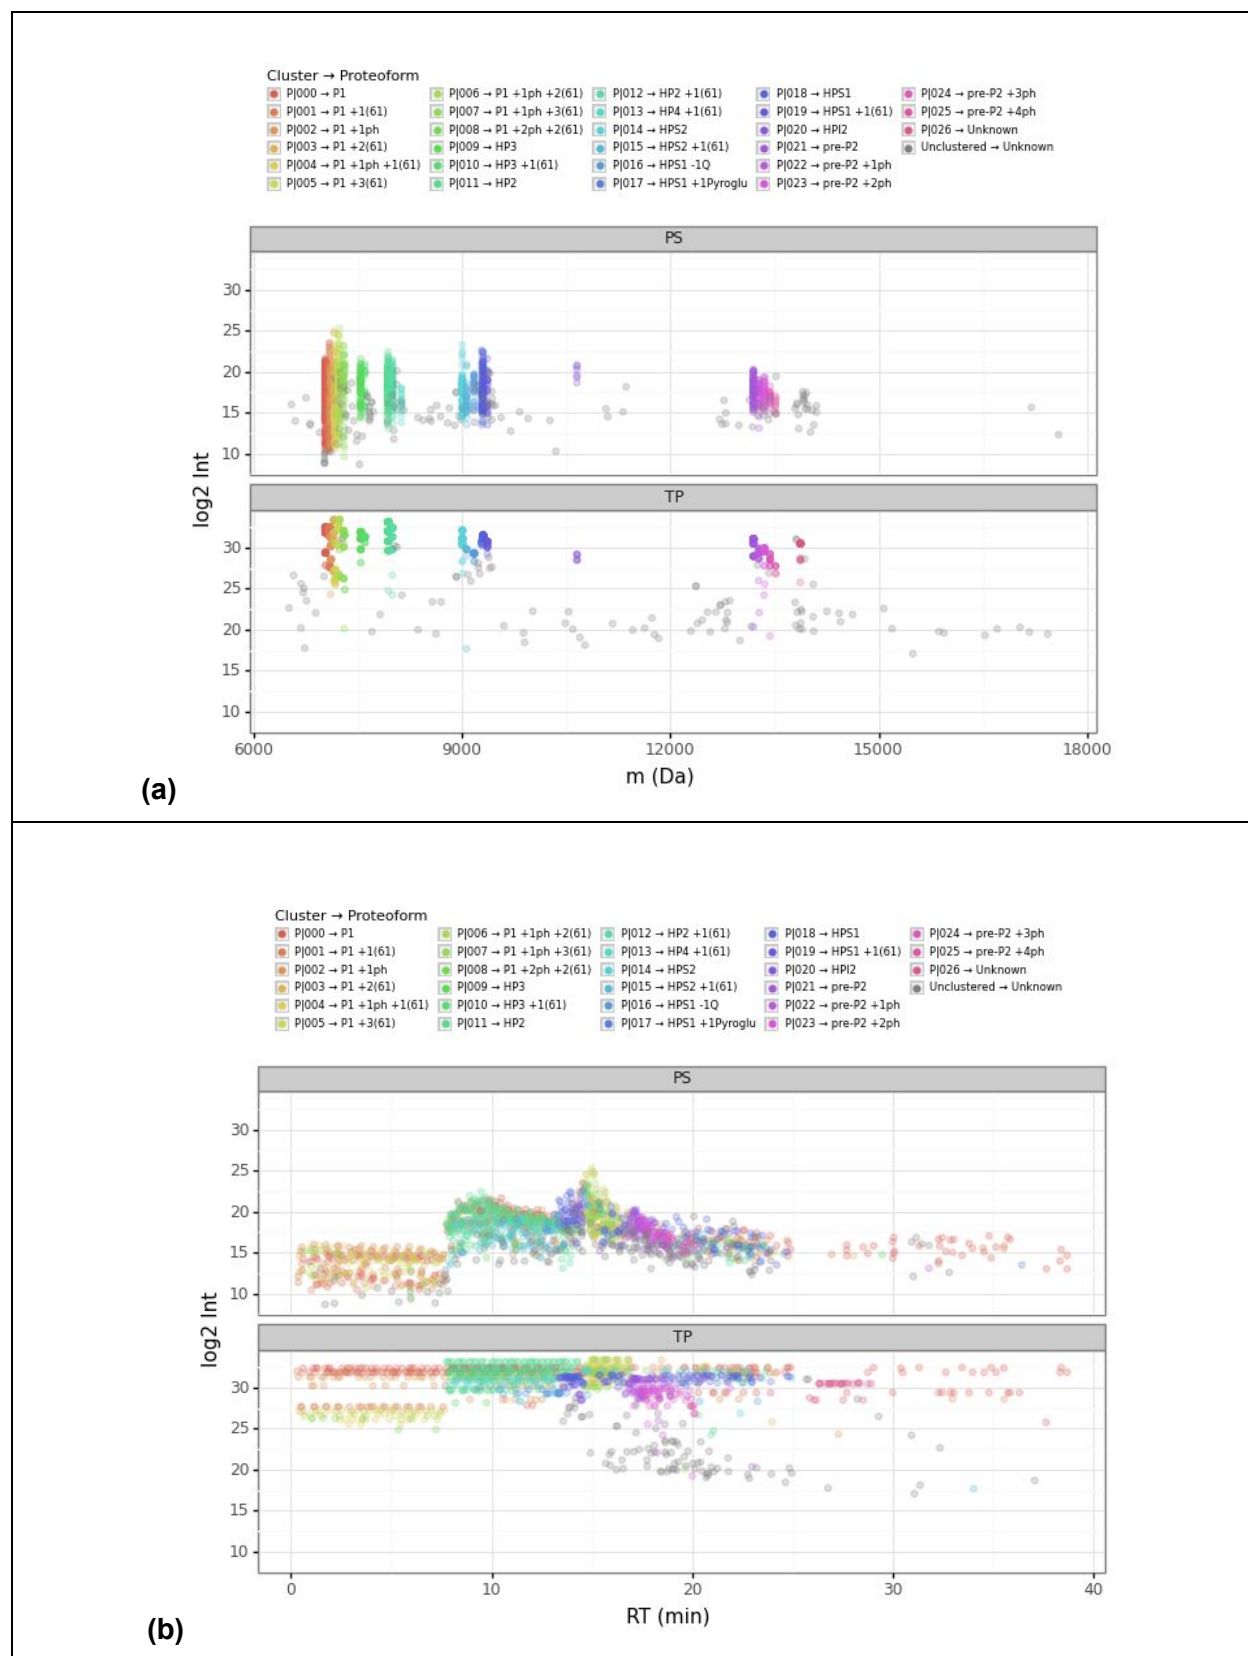 Cluster → Proteoform
P|000 → P1 P|006 → P1 +1ph +2(61) P|012 → HP2 +1(61) P|018 → HPS1 P|024 → pre-P2 +3ph
P|001 → P1 +1(61) P|007 → P1 +1ph +3(61) P|013 → HP4 +1(61) P|019 → HPS1 +1(61) P|025 → pre-P2 +4ph
P|002 → P1 +1ph P|008 → P1 +2ph +2(61) P|014 → HPS2 P|020 → HPI2 P|026 → Unknown
P|003 → P1 +2(61) P|009 → HP3 P|015 → HPS2 +1(61) P|021 → pre-P2 Unclustered → Unknown
P|004 → P1 +1ph +1(61) P|010 → HP3 +1(61) P|016 → HPS1 -1Q P|022 → pre-P2 +1ph
P|005 → P1 +3(61) P|011 → HP2 P|017 → HPS1 +1Pyroglu P|023 → pre-P2 +2ph
PS
30
25
20
15
10
log2 Int
TP
30
25
20
15
10
6000 9000 12000 15000 18000
m (Da)
(a)
Cluster → Proteoform
P|000 → P1 P|006 → P1 +1ph +2(61) P|012 → HP2 +1(61) P|018 → HPS1 P|024 → pre-P2 +3ph
P|001 → P1 +1(61) P|007 → P1 +1ph +3(61) P|013 → HP4 +1(61) P|019 → HPS1 +1(61) P|025 → pre-P2 +4ph
P|002 → P1 +1ph P|008 → P1 +2ph +2(61) P|014 → HPS2 P|020 → HPI2 P|026 → Unknown
P|003 → P1 +2(61) P|009 → HP3 P|015 → HPS2 +1(61) P|021 → pre-P2 Unclustered → Unknown
P|004 → P1 +1ph +1(61) P|010 → HP3 +1(61) P|016 → HPS1 -1Q P|022 → pre-P2 +1ph
P|005 → P1 +3(61) P|011 → HP2 P|017 → HPS1 +1Pyroglu P|023 → pre-P2 +2ph
PS
30
25
20
15
10
log2 Int
TP
30
25
20
15
10
0 10 20 30 40
RT (min)
(b)